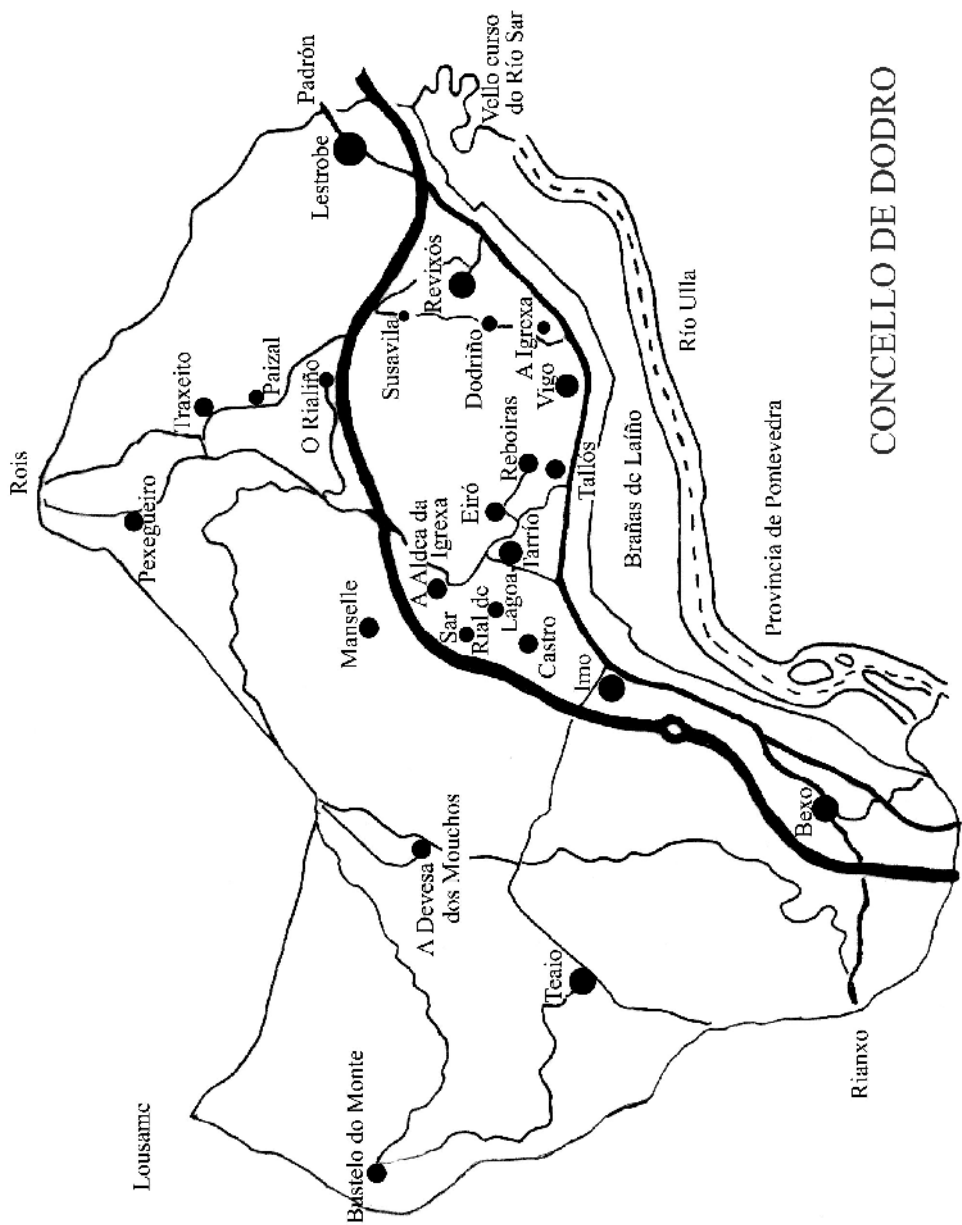 Rois
Lousame
Pexegueiro
Traxeito
Paizal
O Rialiño
Padrón
Lestrobe
Manselle
Bustelo do Monte
A Devesa
dos Mouchos
A Aldea da
Igrexa
Susavila
Revixós
Sar
Rial de
Lagoa
Eiró
Reboiras
Dodriño
A Igrexa
Vello curso
do Río Sar
Tarrío
Castro
Vigo
Teaio
Imo
Tallós
Brañas de Laíño
Río Ulla
Provincia de Pontevedra
Bexo
Rianxo
CONCELLO DE DODRO